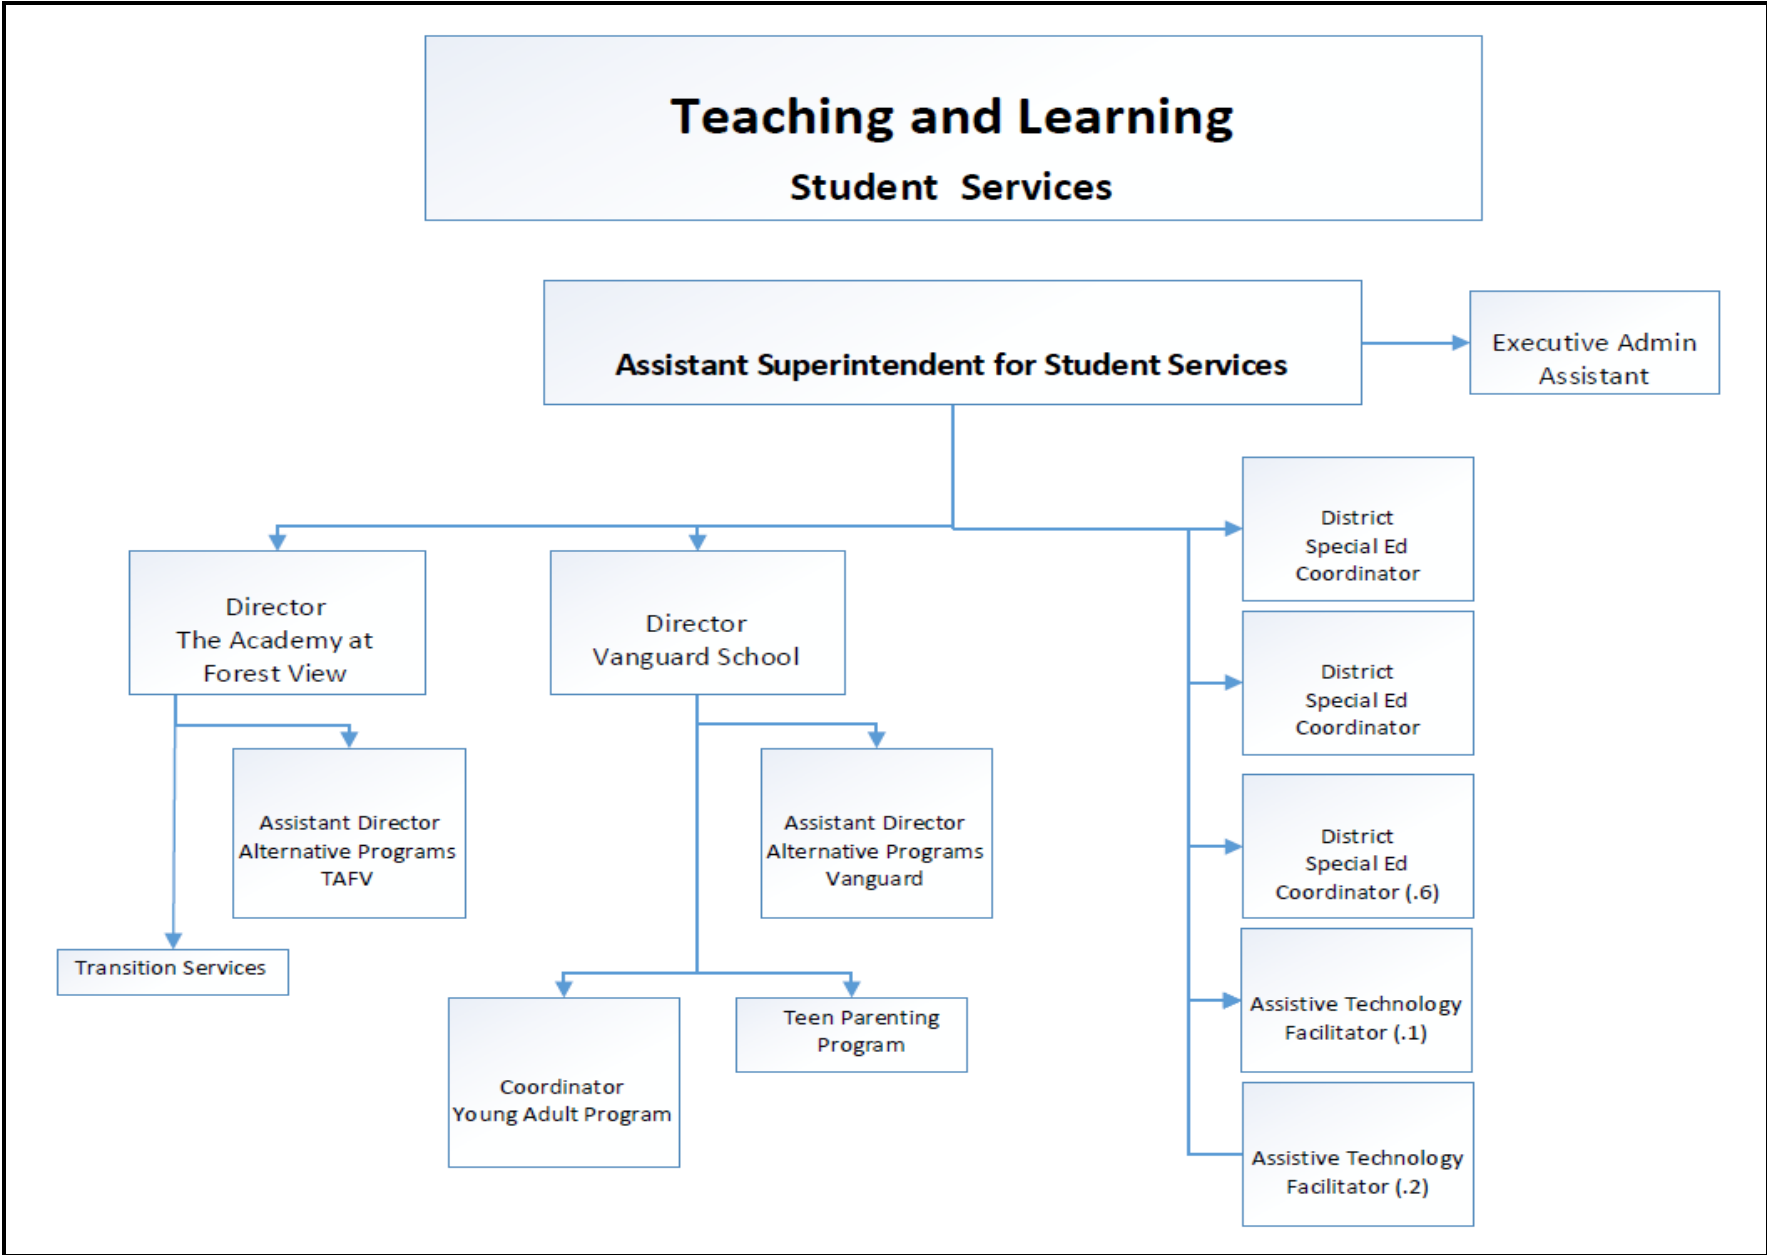 Teaching and Learning
Student Services
Assistant Superintendent for Student Services
Executive Admin
Assistant
Director
The Academy at
Forest View
Director
Vanguard School
District
Special Ed
Coordinator
District
Special Ed
Coordinator
Assistant Director
Alternative Programs
TAFV
Assistant Director
Alternative Programs
Vanguard
District
Special Ed
Coordinator (.6)
Transition Services
Assistive Technology
Facilitator (.1)
Coordinator
Young Adult Program
Teen Parenting
Program
Assistive Technology
Facilitator (.2)